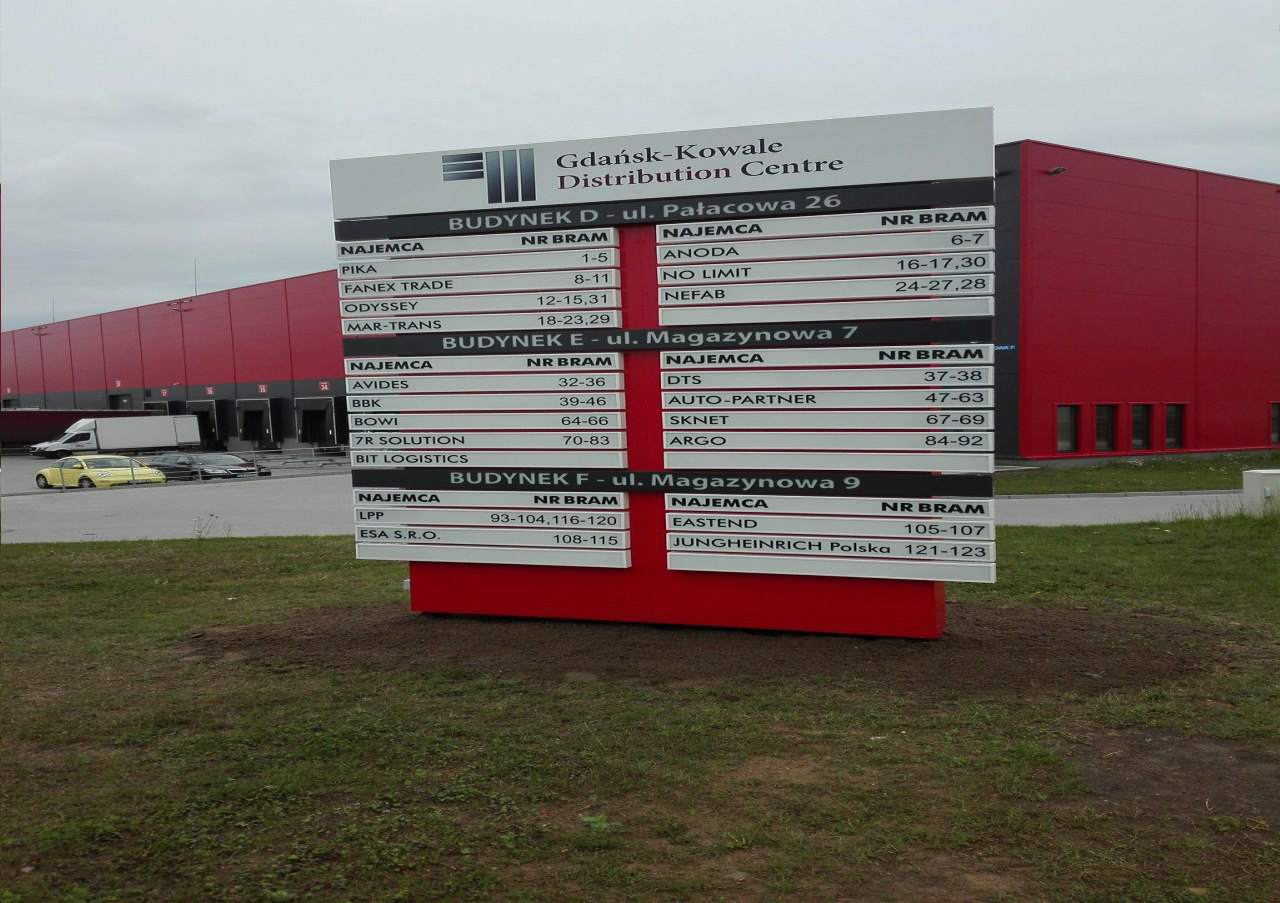 Gdańsk-Kowale
Distribution Centre
BUDYNEK D - ul. Pałacowa 26
NAJEMCA NR BRAM
PIKA 1-5
FANEX TRADE 8-11
ODYSSEY 12-15,31
MAR-TRANS 18-23,29
NAJEMCA NR BRAM
ANODA 6-7
NO LIMIT 16-17,30
NEFAB 24-27,28
BUDYNEK E - ul. Magazynowa 7
NAJEMCA NR BRAM
AVIDES 32-36
BBK 39-46
BOWI 64-66
7R SOLUTION 70-83
BIT LOGISTICS
NAJEMCA NR BRAM
DTS 37-38
AUTO-PARTNER 47-63
SKNET 67-69
ARGO 84-92
BUDYNEK F - ul. Magazynowa 9
NAJEMCA NR BRAM
LPP 93-104,116-120
ESA S.R.O. 108-115
NAJEMCA NR BRAM
EASTEND 105-107
JUNGHEINRICH Polska 121-123